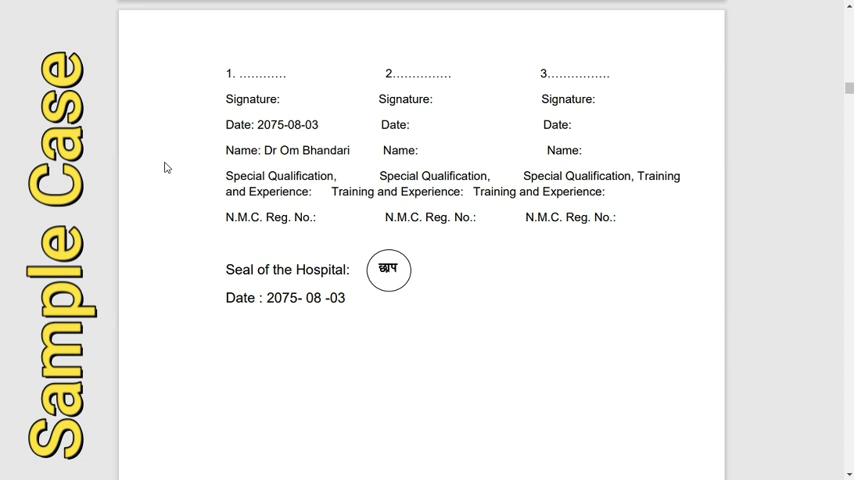 Sample Case
1. ………… 2…………… 3……………
Signature: Signature: Signature:
Date: 2075-08-03 Date: Date:
Name: Dr Om Bhandari Name: Name:
Special Qualification, Special Qualification, Special Qualification, Training
and Experience: Training and Experience: Training and Experience:
N.M.C. Reg. No.: N.M.C. Reg. No.: N.M.C. Reg. No.:
Seal of the Hospital: छाप
Date : 2075- 08 -03